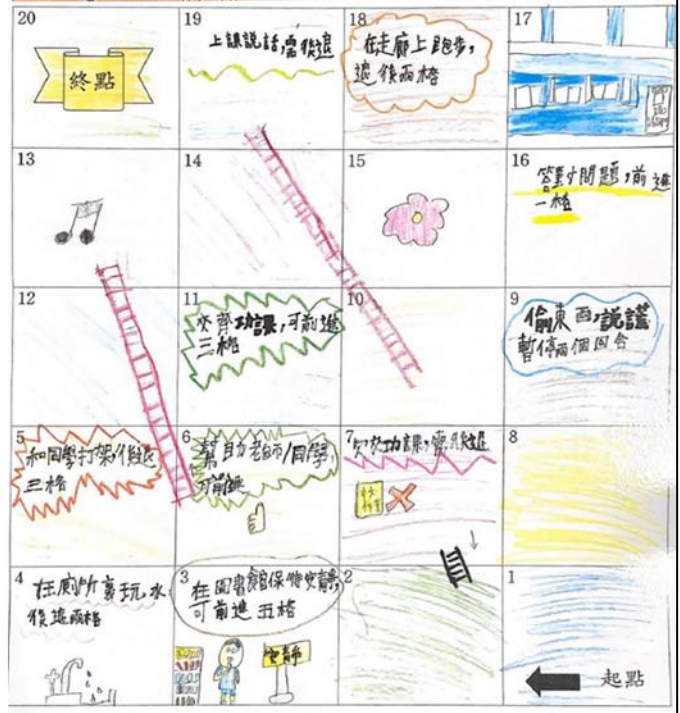 20
終點
19
上課說話,需後退
18
在走廊上跑步,
退後兩格
17
13
14
15
16
答對小問題,前進
一格
12
11
交齊功課,可前進
三格
10
9
偷東西,說謊
暫停兩個回合
5
和同學打架,後退
三格
6
幫助老師/同學,
7
欠交功課,需後退
8
4
在廁所裏玩水
後退兩格
3
在圖書館保持安靜,
可前進五格
安靜
2
1
起點